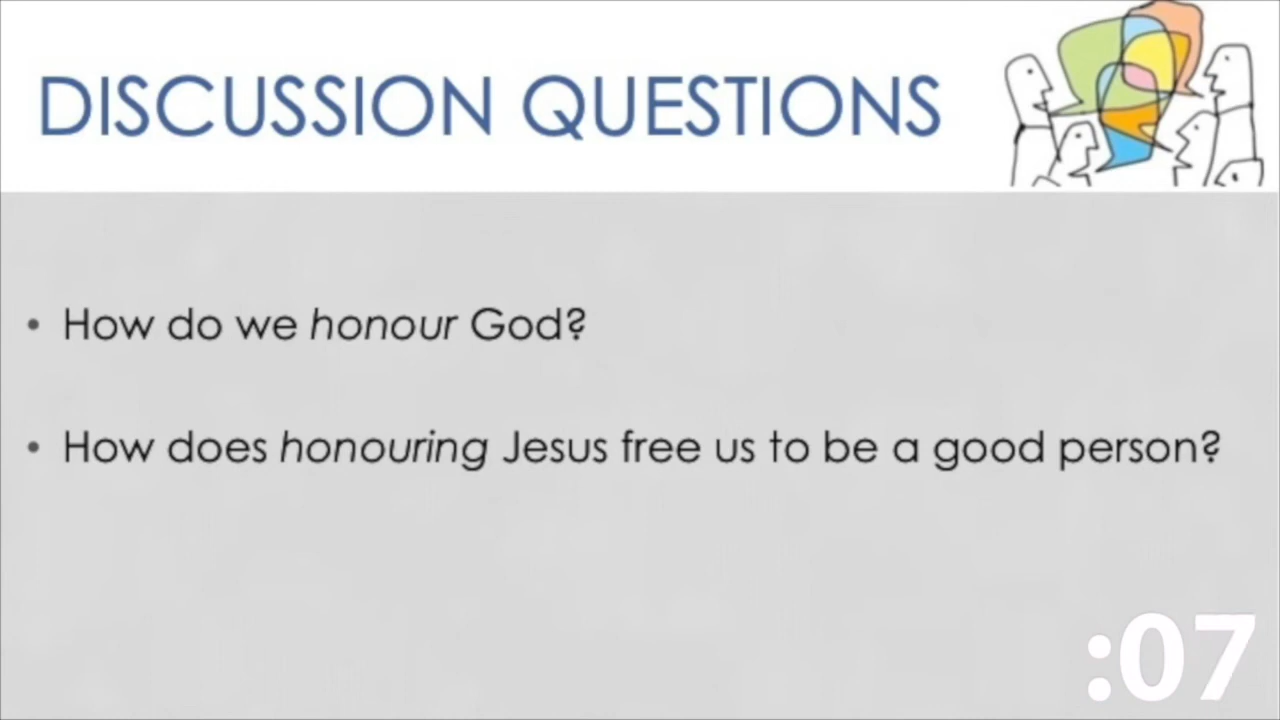 DISCUSSION QUESTIONS
• How do we honour God?
• How does honouring Jesus free us to be a good person?
:07